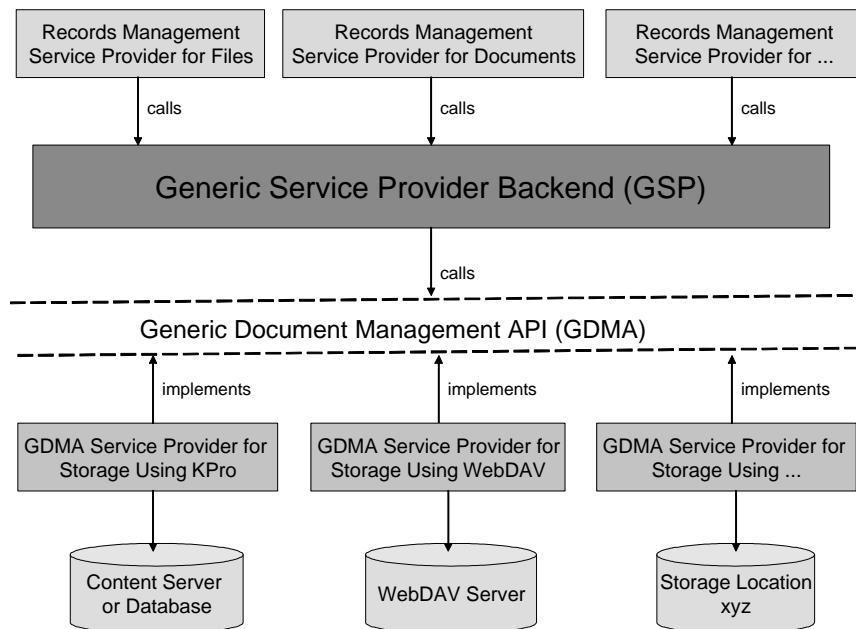 Records Management
Service Provider for Files
Records Management
Service Provider for Documents
Records Management
Service Provider for ...
calls
calls
calls
Generic Service Provider Backend (GSP)
calls
Generic Document Management API (GDMA)
implements
implements
implements
GDMA Service Provider for
Storage Using KPro
GDMA Service Provider for
Storage Using WebDAV
GDMA Service Provider for
Storage Using ...
Content Server
or Database
WebDAV Server
Storage Location
xyz